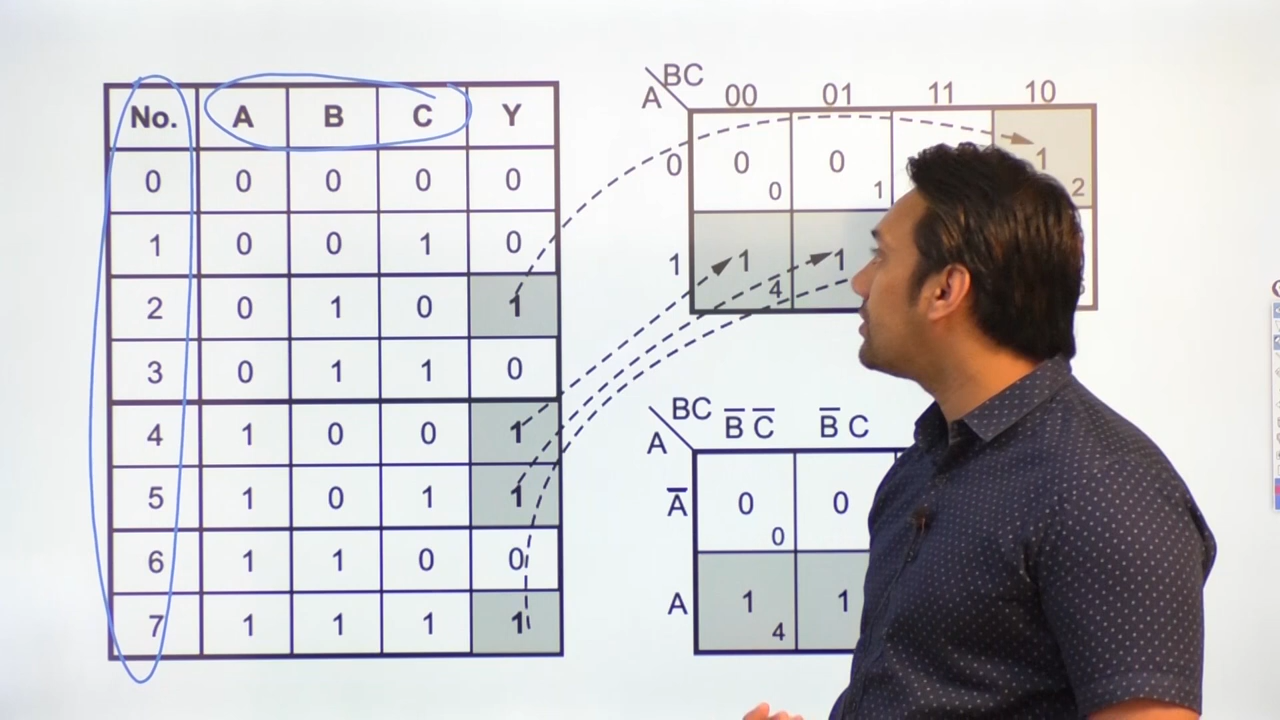 No. A B C Y
0 0 0 0 0
1 0 0 1 0
2 0 1 0 1
3 0 1 1 0
4 1 0 0 1
5 1 0 1 1
6 1 1 0 0
7 1 1 1 1
BC
A 00 01 11 10
0 0 0 0 1 1 2
1 1 4 1
BC B̅ C̅ B̅ C
A
A̅ 0 0 0
A 1 4 1